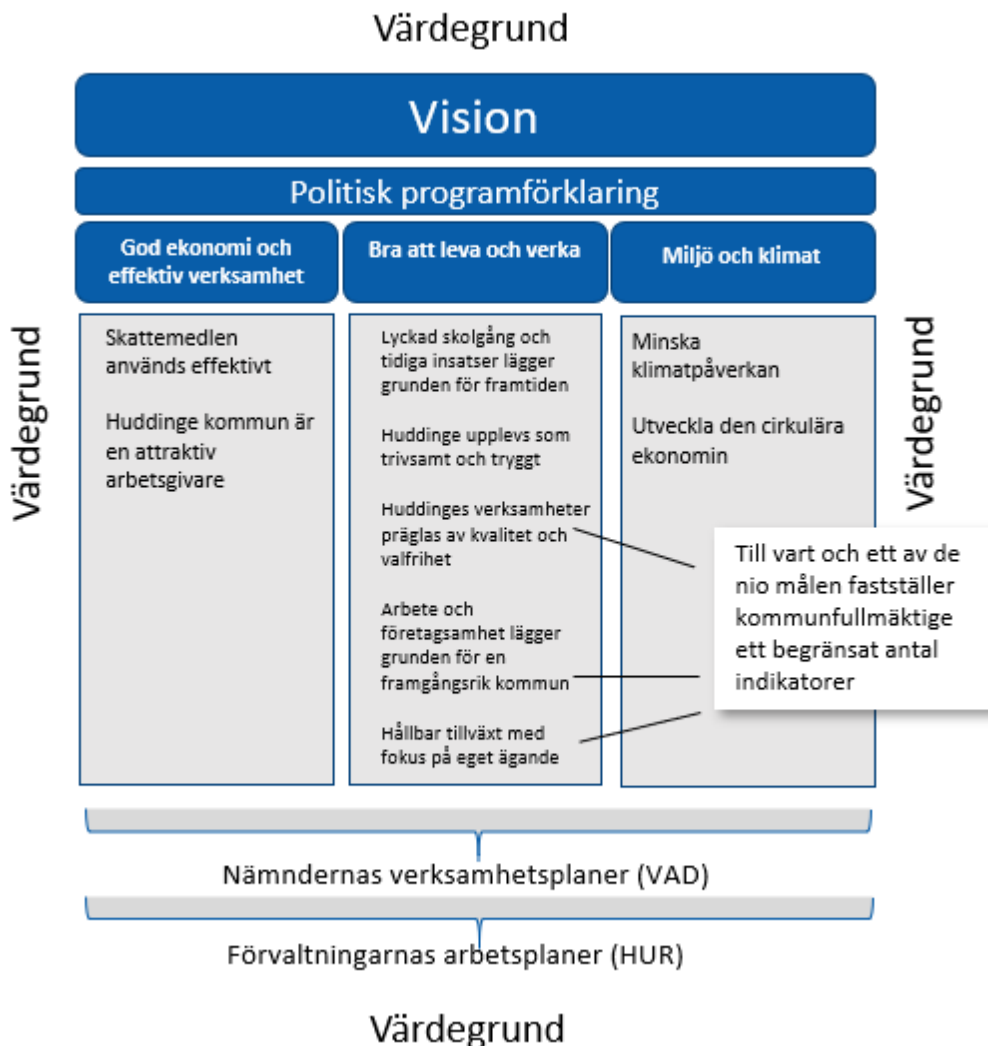 Värdegrund
Vision
Politisk programförklaring
God ekonomi och
effektiv verksamhet
Bra att leva och verka
Miljö och klimat
Värdegrund
Skattemedlen
används effektivt
Huddinge kommun är
en attraktiv
arbetsgivare
Lyckad skolgång och
tidiga insatser lägger
grunden för framtiden
Huddinge upplevs som
trivsamt och tryggt
Huddinges verksamheter
präglas av kvalitet och
valfrihet
Arbete och
företagsamhet lägger
grunden för en
framgångsrik kommun
Hållbar tillväxt med
fokus på eget ägande
Minska
klimatpåverkan
Utveckla den cirkulära
ekonomin
Värdegrund
Till vart och ett av de
nio målen fastställer
kommunfullmäktige
ett begränsat antal
indikatorer
Nämndernas verksamhetsplaner (VAD)
Förvaltningarnas arbetsplaner (HUR)
Värdegrund